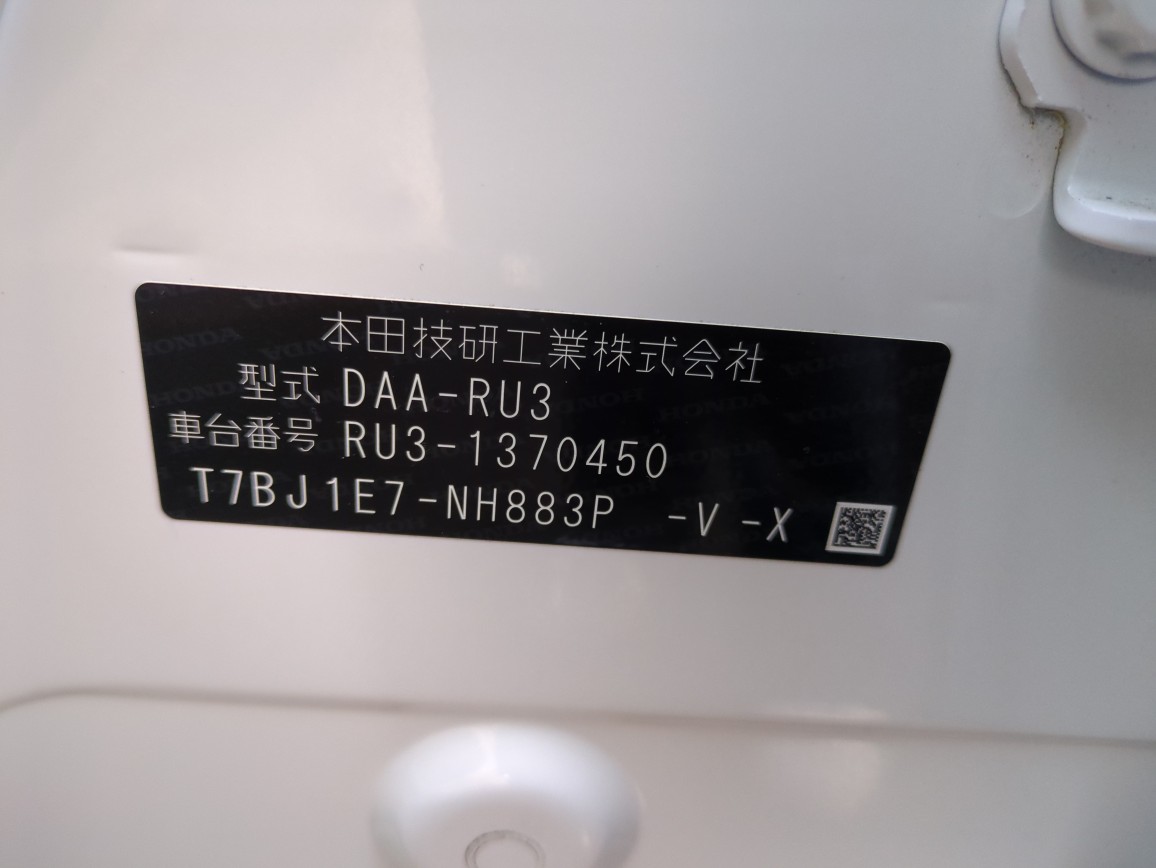 本田技研工業株式会社
型式 DAA-RU3
車台番号 RU3-1370450
T7BJ1E7-NH883P -V -X